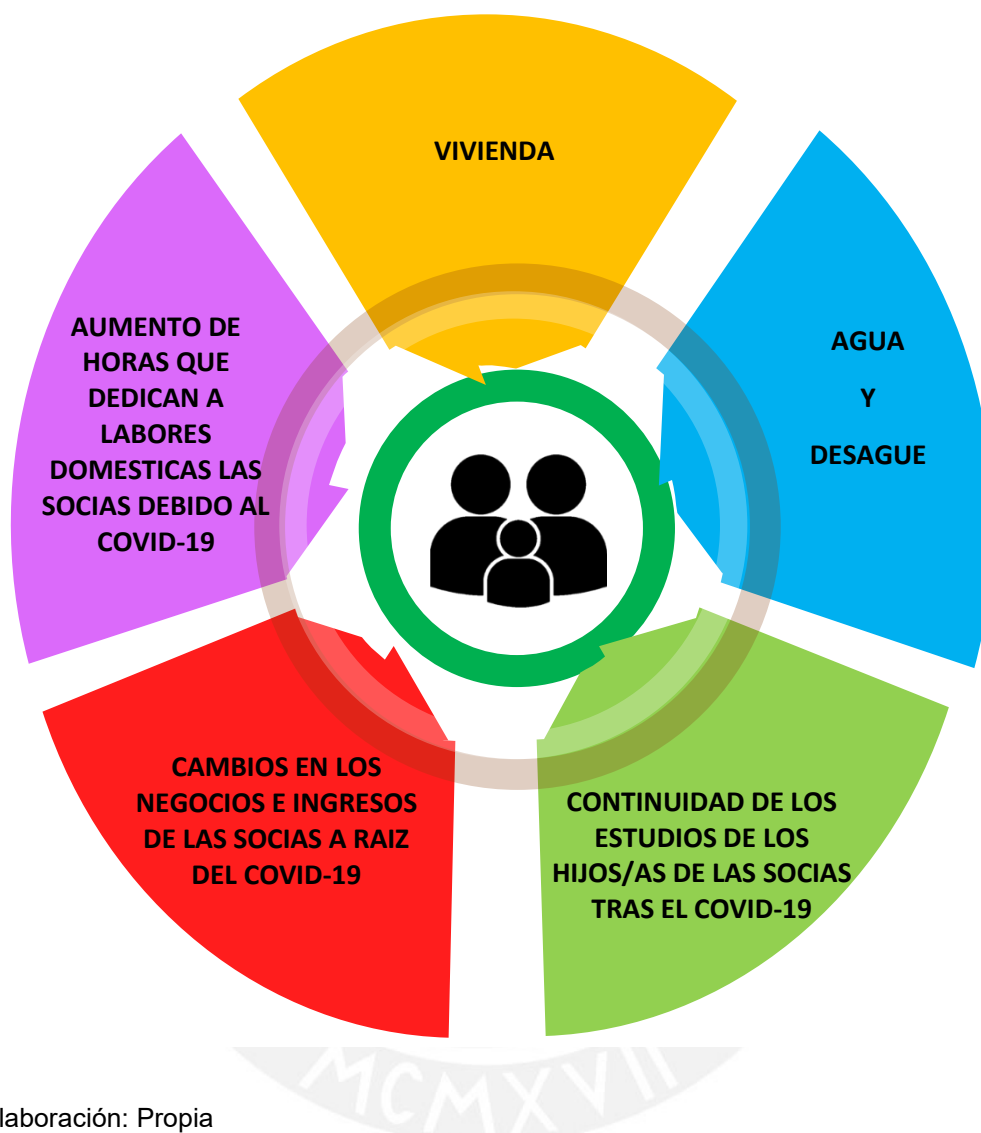 VIVIENDA
AGUA
Y
DESAGUE
AUMENTO DE
HORAS QUE
DEDICAN A
LABORES
DOMESTICAS LAS
SOCIAS DEBIDO AL
COVID-19
CAMBIOS EN LOS
NEGOCIOS E INGRESOS
DE LAS SOCIAS A RAIZ
DEL COVID-19
CONTINUIDAD DE LOS
ESTUDIOS DE LOS
HIJOS/AS DE LAS SOCIAS
TRAS EL COVID-19
MCMXVII
laboración: Propia